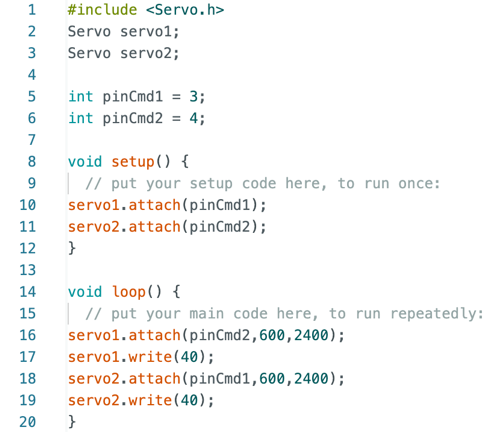 1 #include <Servo.h>
2 Servo servo1;
3 Servo servo2;
4
5 int pinCmd1 = 3;
6 int pinCmd2 = 4;
7
8 void setup() {
9 // put your setup code here, to run once:
10 servo1.attach(pinCmd1);
11 servo2.attach(pinCmd2);
12 }
13
14 void loop() {
15 // put your main code here, to run repeatedly:
16 servo1.attach(pinCmd2,600,2400);
17 servo1.write(40);
18 servo2.attach(pinCmd1,600,2400);
19 servo2.write(40);
20 }